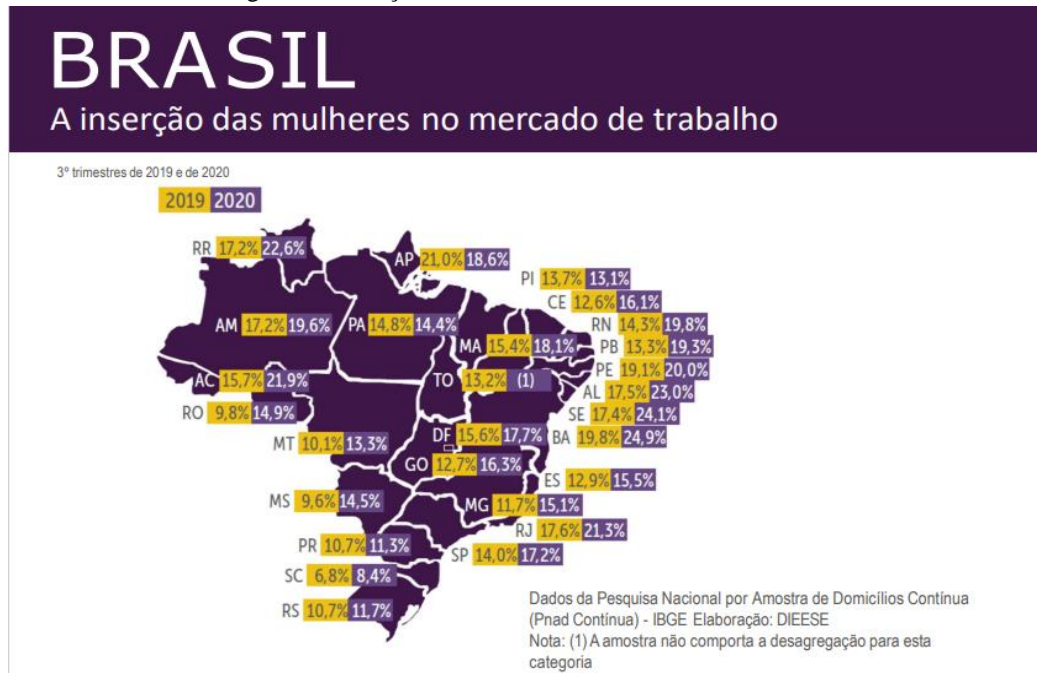 BRASIL
A inserção das mulheres no mercado de trabalho
3º trimestres de 2019 e de 2020
2019 2020
RR 17,2% 22,6%
AP 21,0% 18,6%
PI 13,7% 13,1%
CE 12,6% 16,1%
AM 17,2% 19,6%
PA 14,8% 14,4%
RN 14,3% 19,8%
MA 15,4% 18,1%
PB 13,3% 19,3%
PE 19,1% 20,0%
AC 15,7% 21,9%
TO 13,2% (1)
AL 17,5% 23,0%
RO 9,8% 14,9%
SE 17,4% 24,1%
MT 10,1% 13,3%
DF 15,6% 17,7%
BA 19,8% 24,9%
GO 12,7% 16,3%
ES 12,9% 15,5%
MS 9,6% 14,5%
MG 11,7% 15,1%
RJ 17,6% 21,3%
PR 10,7% 11,3%
SP 14,0% 17,2%
SC 6,8% 8,4%
RS 10,7% 11,7%
Dados da Pesquisa Nacional por Amostra de Domicílios Contínua
(Pnad Contínua) - IBGE Elaboração: DIEESE
Nota: (1) A amostra não comporta a desagregação para esta
categoria